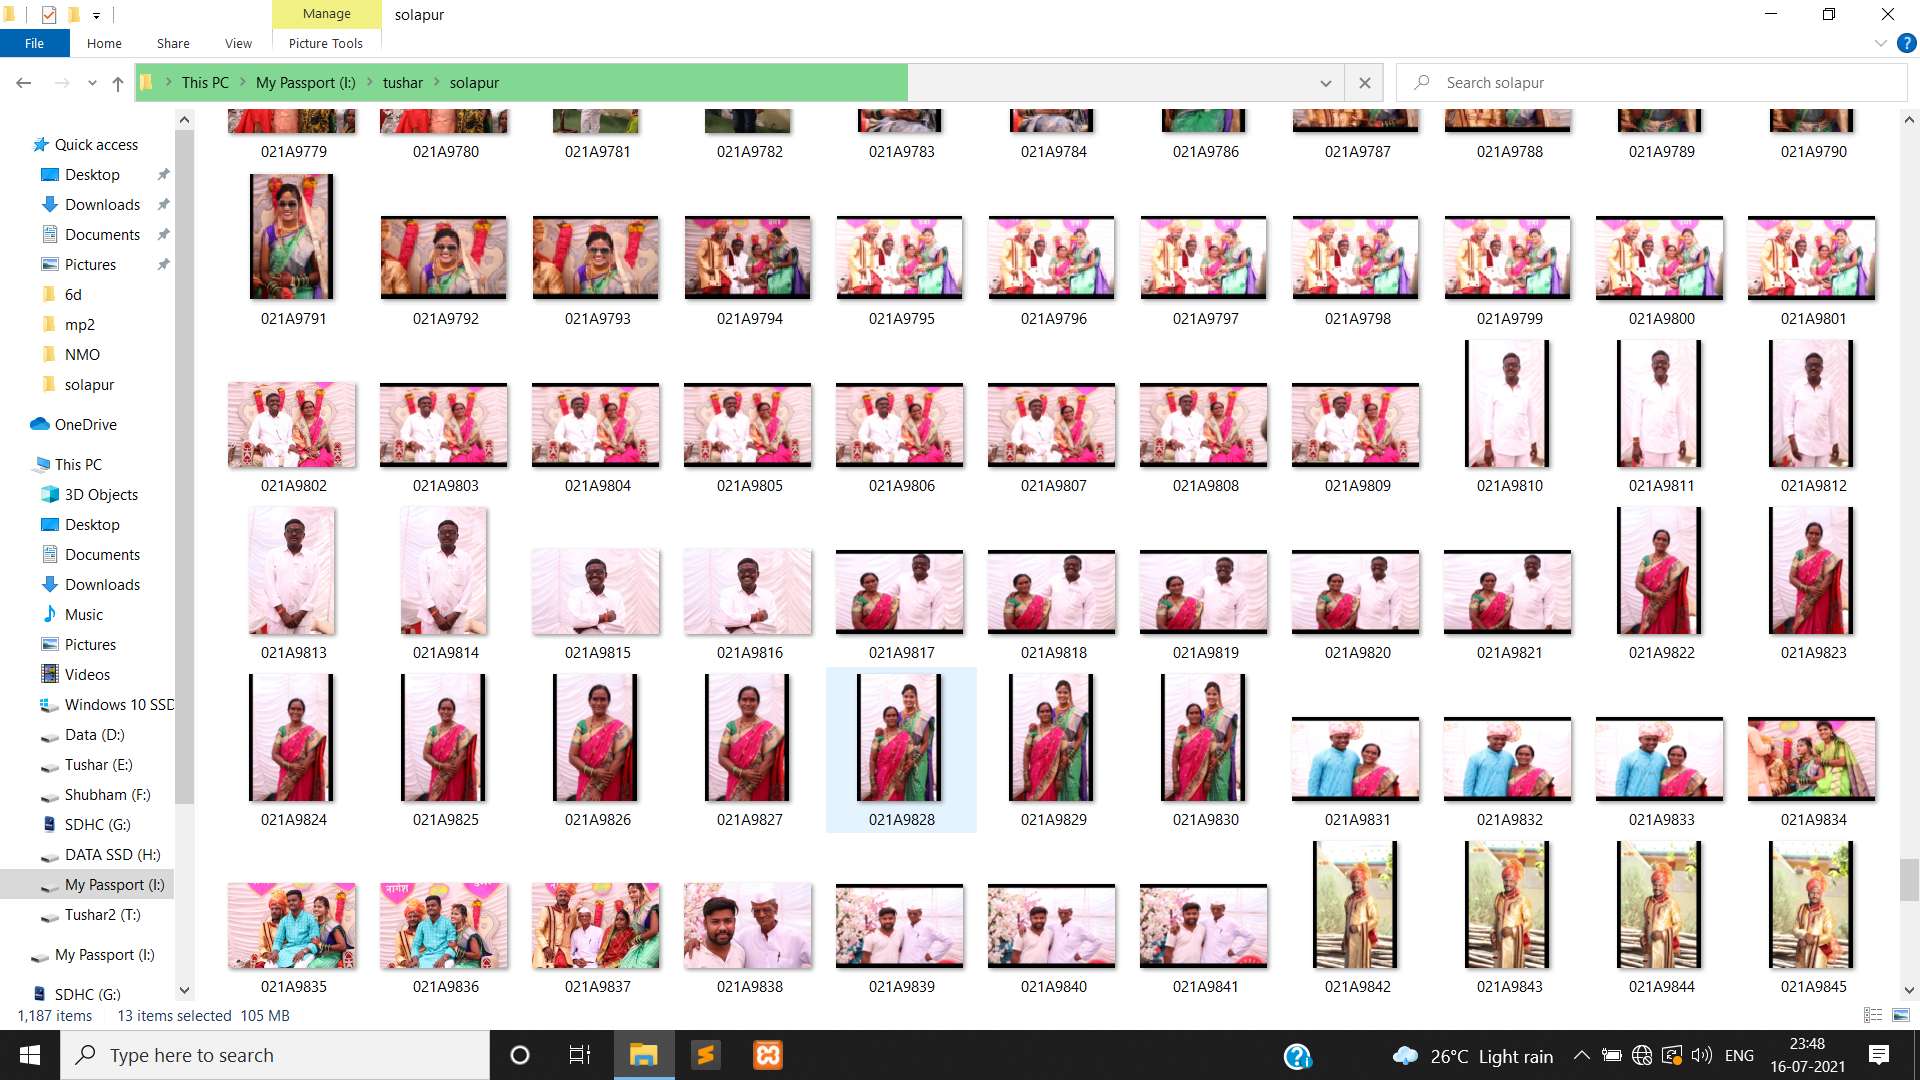 Manage
solapur
File
Home
Share
View
Picture Tools
This PC
My Passport (I:)
tushar
solapur
Search solapur
Quick access
Desktop
Downloads
Documents
Pictures
6d
mp2
NMO
solapur
OneDrive
This PC
3D Objects
Desktop
Documents
Downloads
Music
Pictures
Videos
Windows 10 SSD
Data (D:)
Tushar (E:)
Shubham (F:)
SDHC (G:)
DATA SSD (H:)
My Passport (I:)
Tushar2 (T:)
My Passport (I:)
SDHC (G:)
021A9779 021A9780 021A9781 021A9782 021A9783 021A9784 021A9786 021A9787 021A9788 021A9789 021A9790
021A9791 021A9792 021A9793 021A9794 021A9795 021A9796 021A9797 021A9798 021A9799 021A9800 021A9801
021A9802 021A9803 021A9804 021A9805 021A9806 021A9807 021A9808 021A9809 021A9810 021A9811 021A9812
021A9813 021A9814 021A9815 021A9816 021A9817 021A9818 021A9819 021A9820 021A9821 021A9822 021A9823
021A9824 021A9825 021A9826 021A9827 021A9828 021A9829 021A9830 021A9831 021A9832 021A9833 021A9834
नागेश
021A9835 021A9836 021A9837 021A9838 021A9839 021A9840 021A9841 021A9842 021A9843 021A9844 021A9845
1,187 items 13 items selected 105 MB
Type here to search
26°C Light rain
ENG
23:48
16-07-2021